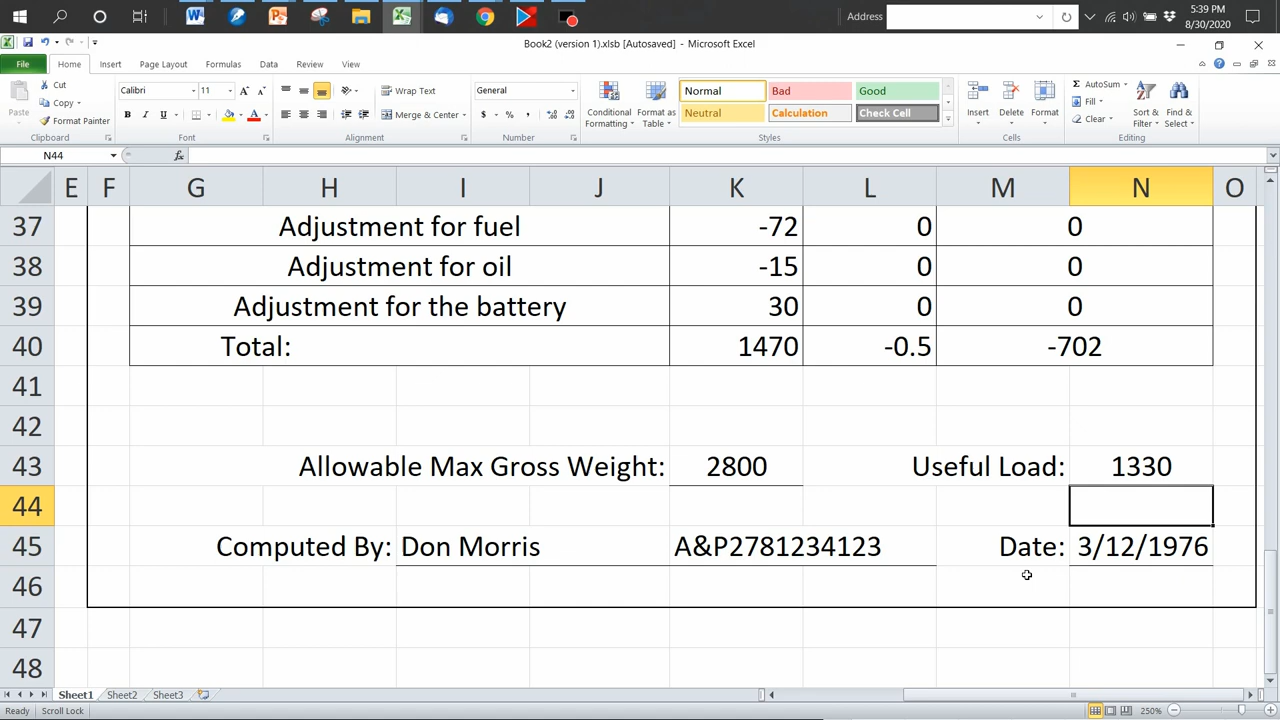 5:39 PM
Address
8/30/2020
Book2 (version 1).xlsb [Autosaved] - Microsoft Excel
File Home Insert Page Layout Formulas Data Review View
Cut
Calibri 11 Wrap Text General
Normal Bad Good
AutoSum
Paste Copy
Fill
Format Painter
Merge & Center
Conditional Formatting Format as Table
Neutral Calculation Check Cell
Insert Delete Format
Clear
Sort & Filter Find & Select
Clipboard Font Alignment Number Styles Cells Editing
N44 fx
E F G H I J K L M N O
37 Adjustment for fuel -72 0 0
38 Adjustment for oil -15 0 0
39 Adjustment for the battery 30 0 0
40 Total: 1470 -0.5 -702
41
42
43 Allowable Max Gross Weight: 2800 Useful Load: 1330
44
45 Computed By: Don Morris A&P2781234123 Date: 3/12/1976
46
47
48
Sheet1 Sheet2 Sheet3
Ready Scroll Lock 250%